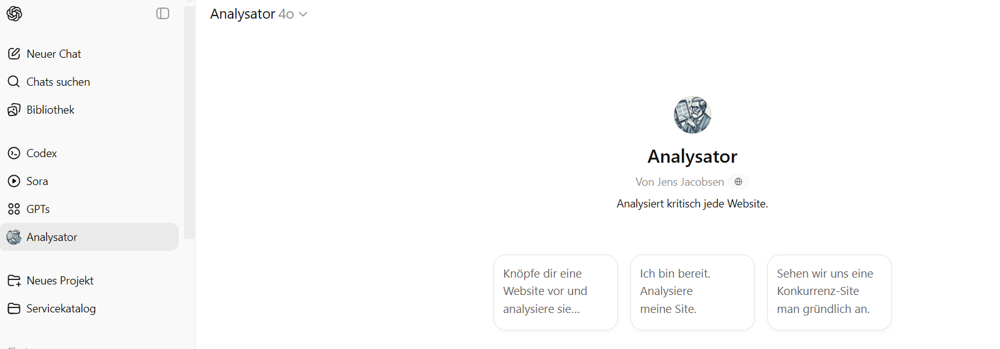 Analysator 4o
Neuer Chat
Chats suchen
Bibliothek
Codex
Sora
GPTs
Analysator
Neues Projekt
Servicekatalog
Analysator
Von Jens Jacobsen
Analysiert kritisch jede Website.
Knöpfe dir eine
Website vor und
analysiere sie...
Ich bin bereit.
Analysiere
meine Site.
Sehen wir uns eine
Konkurrenz-Site
man gründlich an.